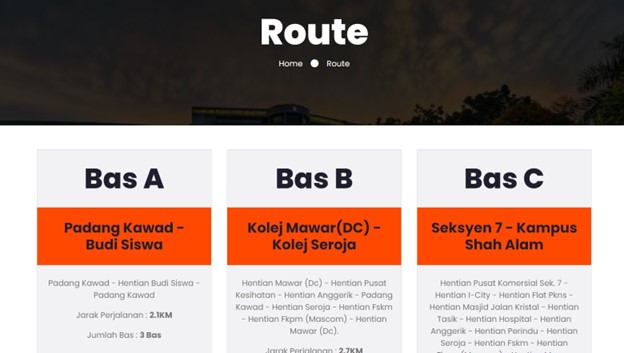 Route
Home Route
Bas A
Padang Kawad -
Budi Siswa
Padang Kawad - Hentian Budi Siswa -
Padang Kawad
Jarak Perjalanan : 2.1KM
Jumlah Bas : 3 Bas
Bas B
Kolej Mawar(DC) -
Kolej Seroja
Hentian Mawar (Dc) - Hentian Pusat
Kesihatan - Hentian Anggerik - Padang
Kawad - Hentian Seroja - Hentian Fskm
- Hentian Fkpm (Mascom) - Hentian
Mawar (Dc).
Jarak Perjalanan : 2.7KM
Bas C
Seksyen 7 - Kampus
Shah Alam
Hentian Pusat Komersial Sek. 7 -
Hentian I-City - Hentian Flat Pkns -
Hentian Masjid Jalan Kristal - Hentian
Tasik - Hentian Hospital - Hentian
Anggerik - Hentian Perindu - Hentian
Seroja - Hentian Fskm - Hentian